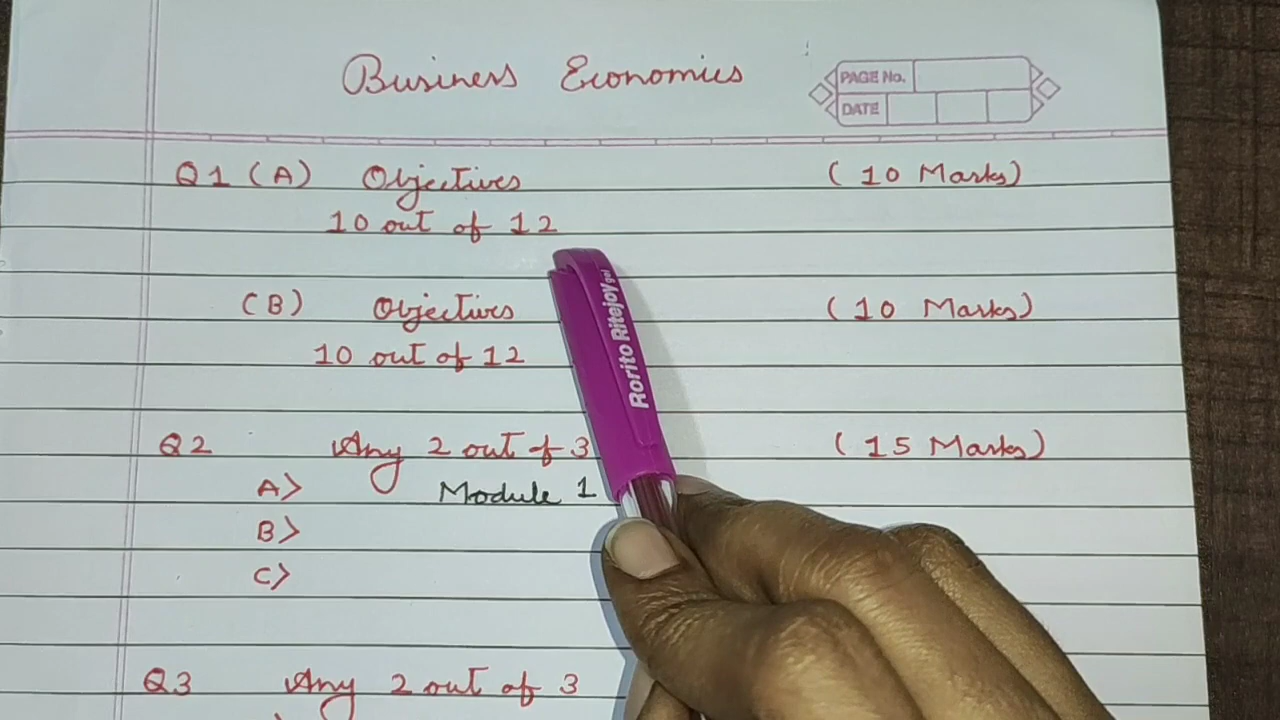 Business Economics
PAGE No.
DATE
Q1 (A) Objectives (10 Marks)
10 out of 12
(B) Objectives (10 Marks)
10 out of 12
Rorito Ritejoy gel
Q2 Any 2 out of 3 (15 Marks)
A> Module 1
B>
C>
Q3 Any 2 out of 3